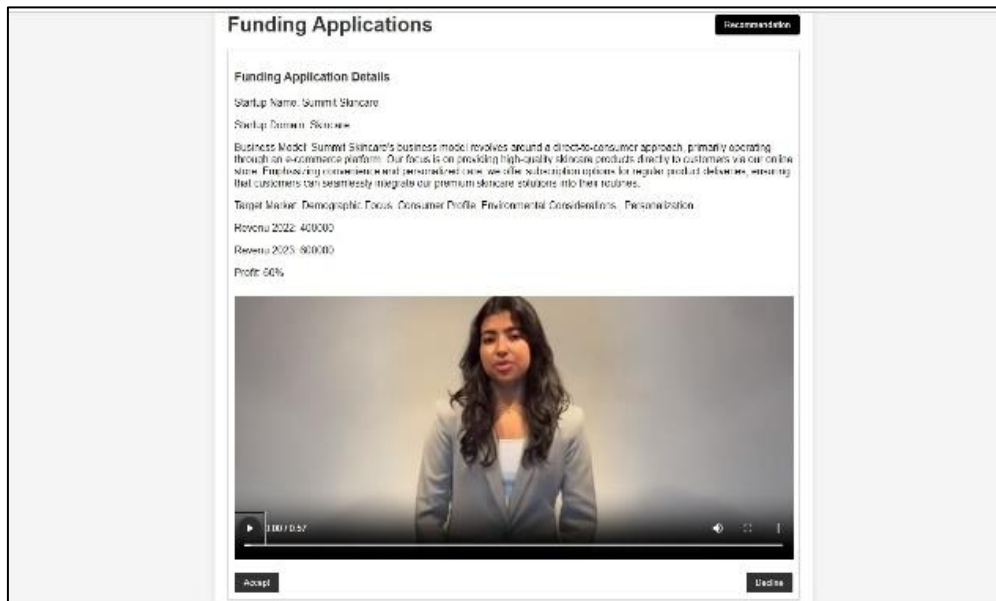 Funding Applications
Recommendation
Funding Application Details
Startup Name: Summit Skincare
Startup Domain: Skincare
Business Model: Summit Skincare's business model revolves around a direct-to-consumer approach, primarily operating
through an e-commerce platform. Our focus is on providing high-quality skincare products directly to customers via our online
store. Emphasizing convenience and personalized care, we offer subscription options for regular product deliveries, ensuring
that customers can seamlessly integrate our premium skincare solutions into their routines.
Target Market: Demographic Focus, Consumer Profile, Environmental Considerations, Personalization
Revenu 2022: 400000
Revenu 2023: 600000
Profit: 60%
0:00 / 0:57
Accept
Decline